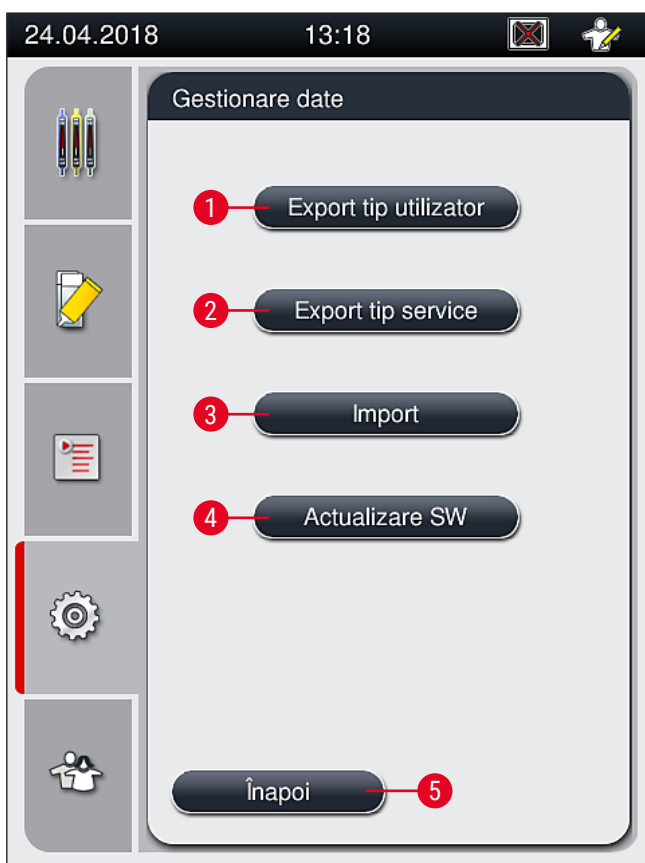 24.04.2018 13:18
Gestionare date
1 Export tip utilizator
2 Export tip service
3 Import
4 Actualizare SW
Înapoi 5